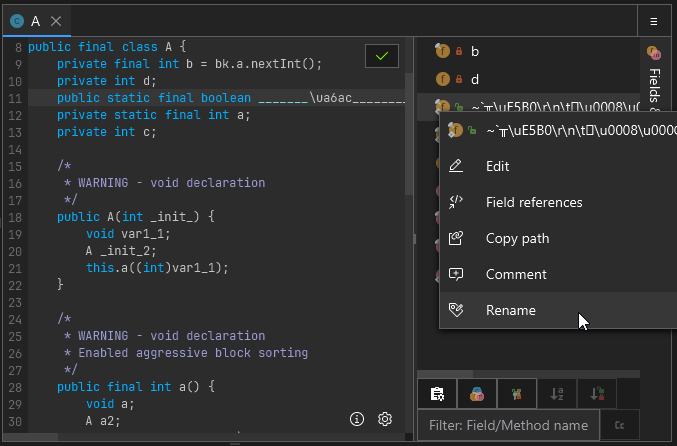 A
8 public final class A {
9 private final int b = bk.a.nextInt();
10 private int d;
11 public static final boolean _______\ua6ac________
12 private static final int a;
13 private int c;
14
15 /*
16 * WARNING - void declaration
17 */
18 public A(int _init_) {
19 void var1_1;
20 A _init_2;
21 this.a((int)var1_1);
22 }
23
24 /*
25 * WARNING - void declaration
26 * Enabled aggressive block sorting
27 */
28 public final int a() {
29 void a;
30 A a2;
b
d
~`╥\uE5B0\r\n\t▯\u0008\u0
~`╥\uE5B0\r\n\t▯\u0008\u000
Edit
Field references
Copy path
Comment
Rename
Fields &
Filter: Field/Method name
Cc